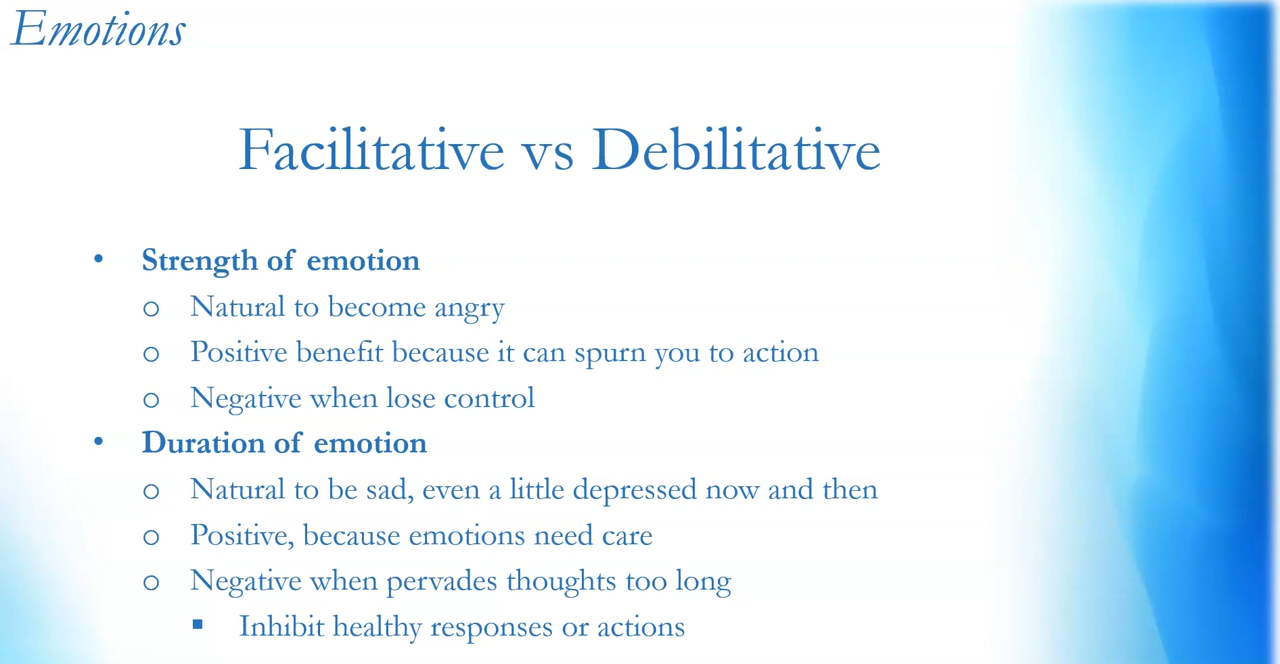 Emotions
Facilitative vs Debilitative
• Strength of emotion
o Natural to become angry
o Positive benefit because it can spurn you to action
o Negative when lose control
• Duration of emotion
o Natural to be sad, even a little depressed now and then
o Positive, because emotions need care
o Negative when pervades thoughts too long
▪ Inhibit healthy responses or actions